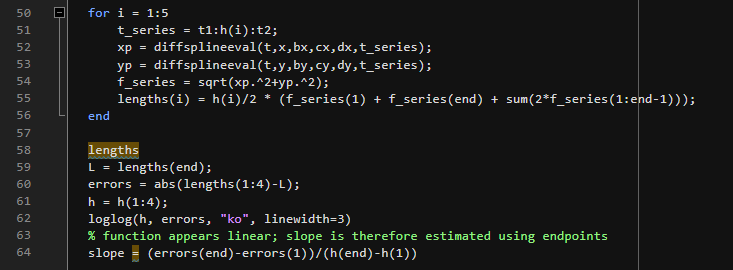 50 for i = 1:5
51 t_series = t1:h(i):t2;
52 xp = diffsplineeval(t,x,bx,cx,dx,t_series);
53 yp = diffsplineeval(t,y,by,cy,dy,t_series);
54 f_series = sqrt(xp.^2+yp.^2);
55 lengths(i) = h(i)/2 * (f_series(1) + f_series(end) + sum(2*f_series(1:end-1)));
56 end
57
58 lengths
59 L = lengths(end);
60 errors = abs(lengths(1:4)-L);
61 h = h(1:4);
62 loglog(h, errors, "ko", linewidth=3)
63 % function appears linear; slope is therefore estimated using endpoints
64 slope = (errors(end)-errors(1))/(h(end)-h(1))